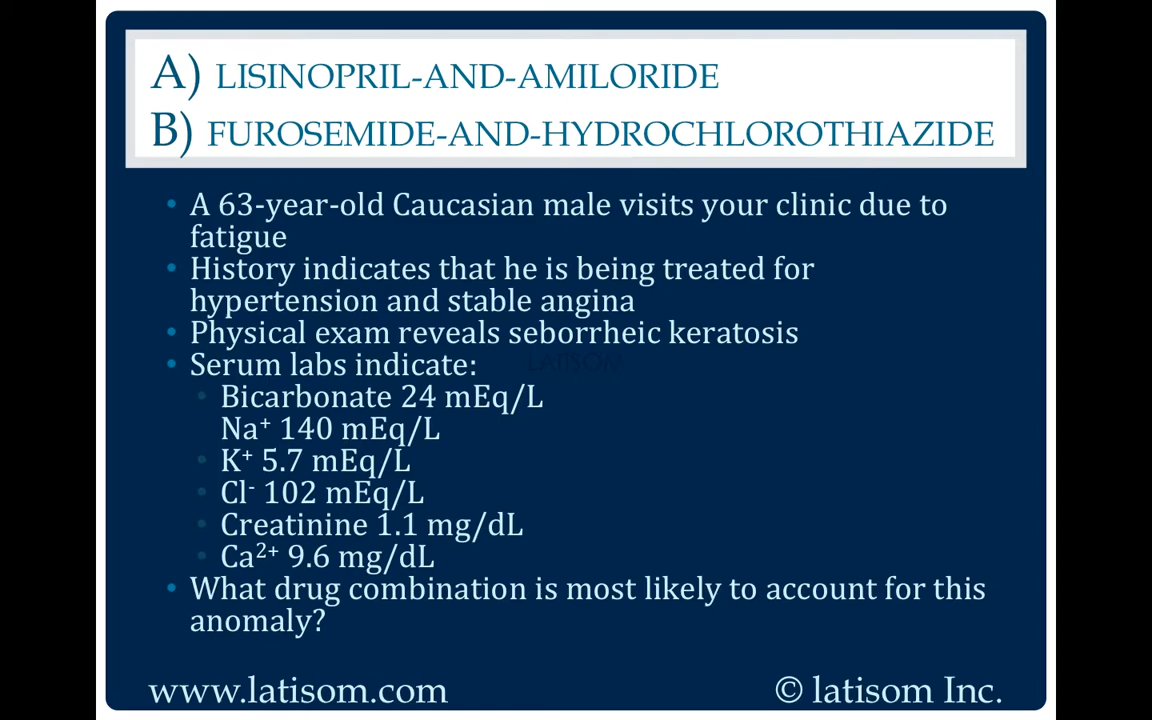 A) LISINOPRIL-AND-AMILORIDE
B) FUROSEMIDE-AND-HYDROCHLOROTHIAZIDE
• A 63-year-old Caucasian male visits your clinic due to
fatigue
• History indicates that he is being treated for
hypertension and stable angina
• Physical exam reveals seborrheic keratosis
• Serum labs indicate:
LATISOM
• Bicarbonate 24 mEq/L
Na⁺ 140 mEq/L
• K⁺ 5.7 mEq/L
• Cl⁻ 102 mEq/L
• Creatinine 1.1 mg/dL
• Ca²⁺ 9.6 mg/dL
• What drug combination is most likely to account for this
anomaly?
www.latisom.com
© latisom Inc.